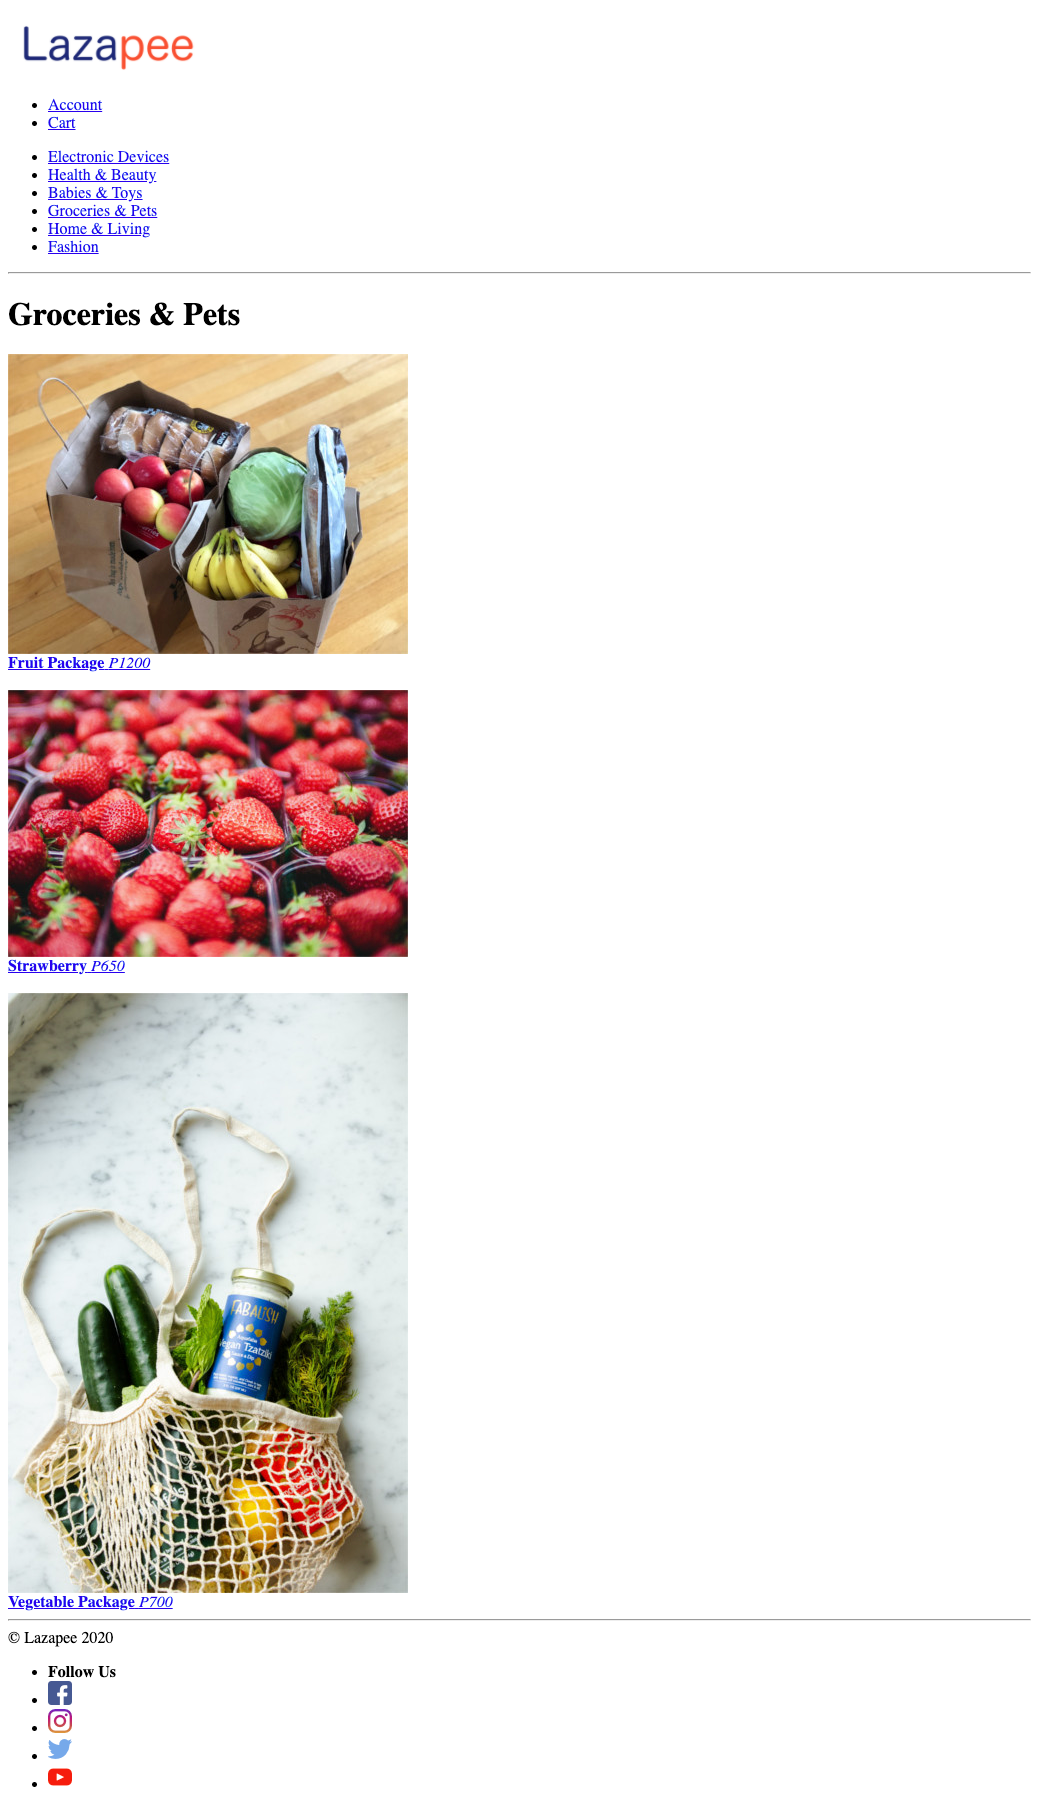 Lazapee
Account
Cart
Electronic Devices
Health & Beauty
Babies & Toys
Groceries & Pets
Home & Living
Fashion
Groceries & Pets
Fruit Package P1200
Strawberry P650
FABALISH
Vegan Tzatziki
Vegetable Package P700
© Lazapee 2020
Follow Us